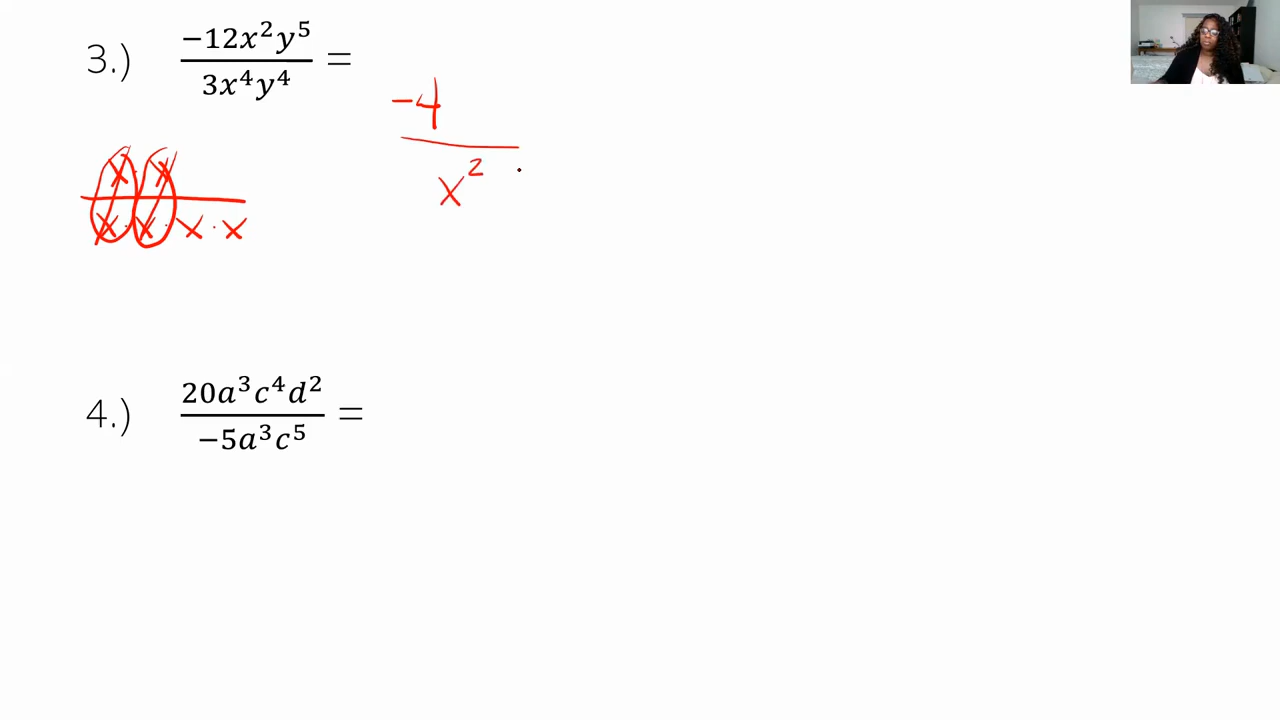 3.) −12x²y⁵ / 3x⁴y⁴ =
-4 / x²
x · x / x · x · x · x
4.) 20a³c⁴d² / −5a³c⁵ =